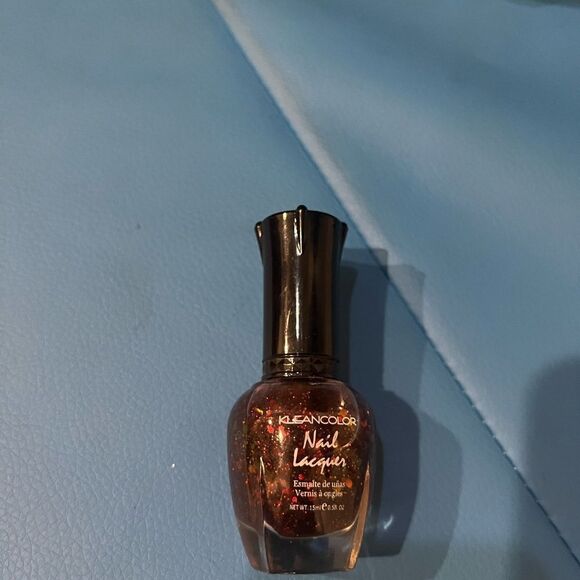 KLEANCOLOR
Nail
Lacquer
Esmalte de uñas
Vernis à ongles
NET WT. 15ml℮0.5fl. OZ